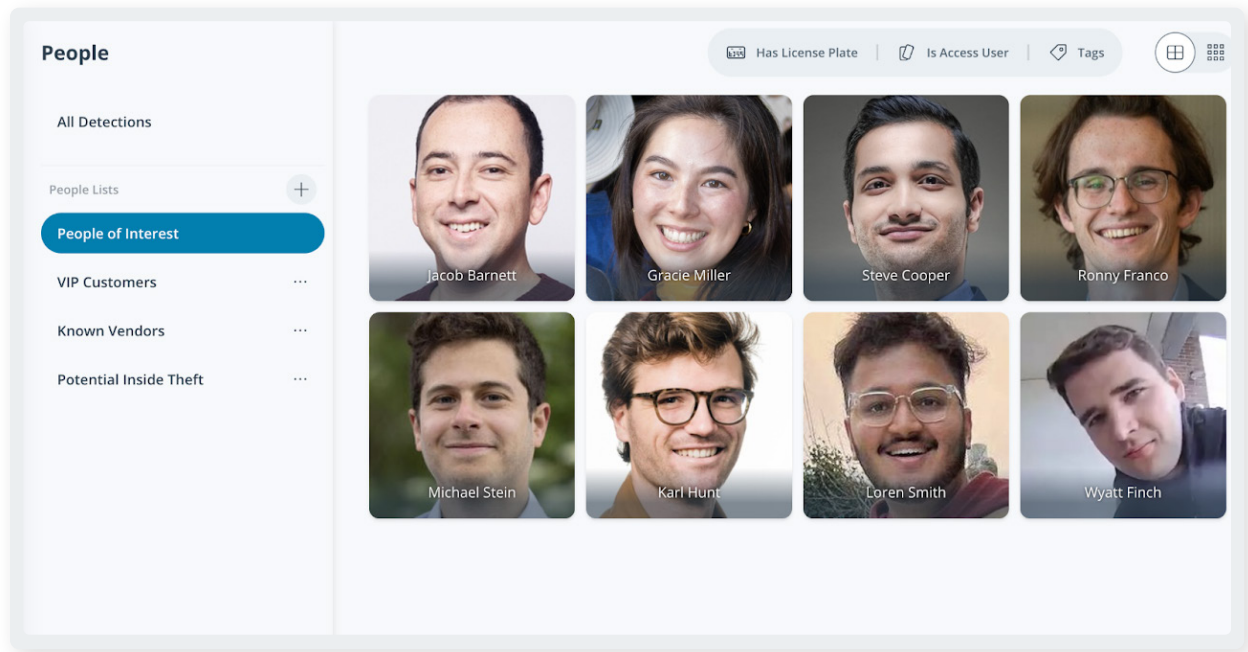 People
Has License Plate
Is Access User
Tags
All Detections
People Lists
People of Interest
VIP Customers
Known Vendors
Potential Inside Theft
Jacob Barnett
Gracie Miller
Steve Cooper
Ronny Franco
Michael Stein
Karl Hunt
Loren Smith
Wyatt Finch